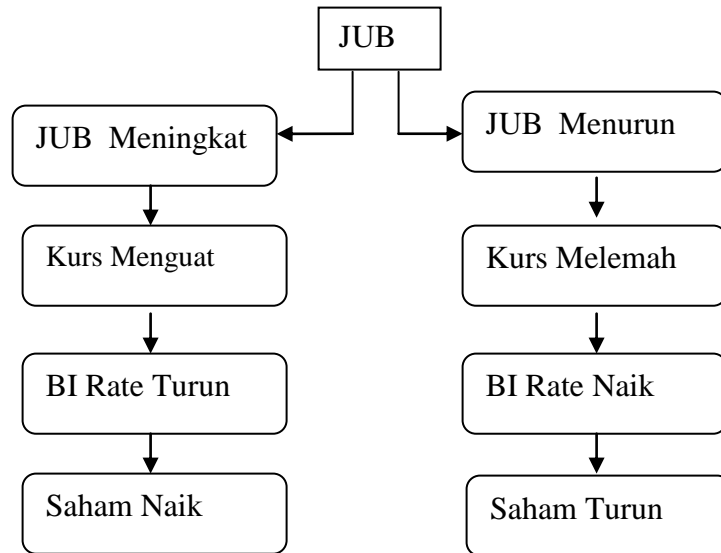 JUB
JUB Meningkat
JUB Menurun
Kurs Menguat
Kurs Melemah
BI Rate Turun
BI Rate Naik
Saham Naik
Saham Turun